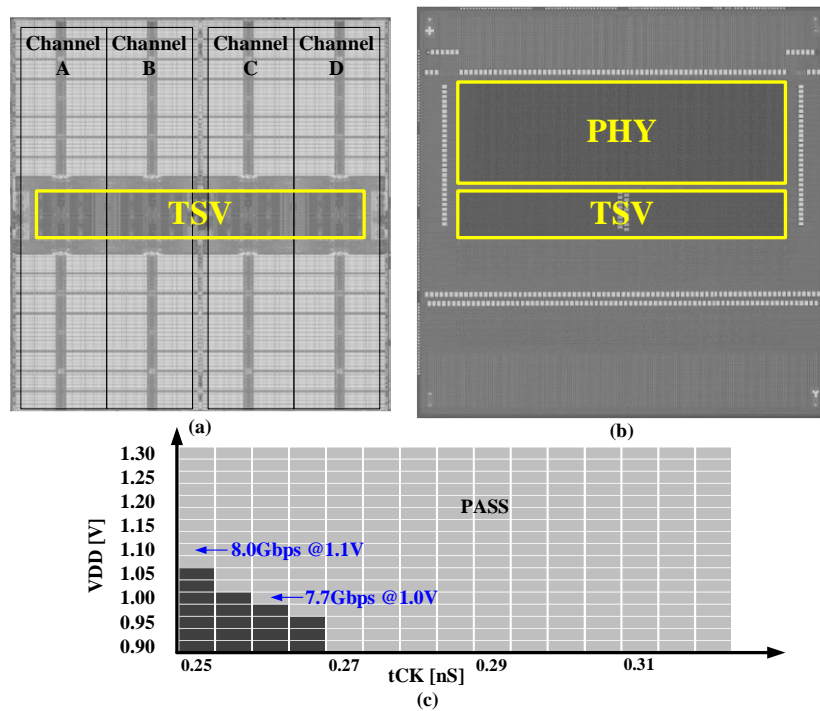 Channel A
Channel B
Channel C
Channel D
TSV
(a)
PHY
TSV
(b)
1.30
1.25
1.20
1.15
1.10
1.05
1.00
0.95
0.90
VDD [V]
PASS
8.0Gbps @1.1V
7.7Gbps @1.0V
0.25
0.27
0.29
0.31
tCK [nS]
(c)